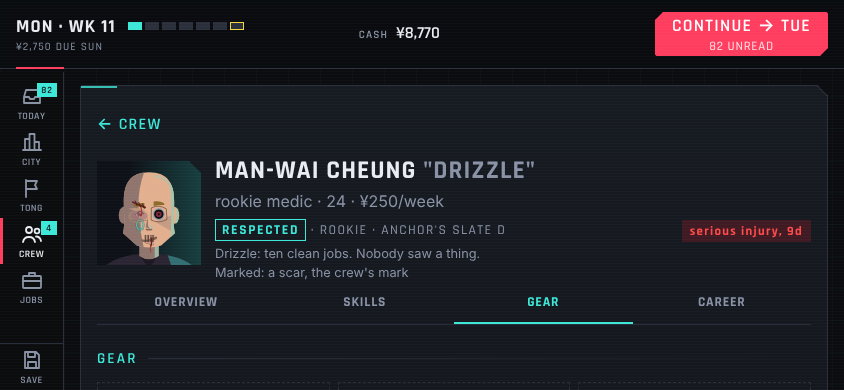 MON · WK 11
¥2,750 DUE SUN
CASH ¥8,770
CONTINUE → TUE
82 UNREAD
82
TODAY
CITY
TONG
4
CREW
JOBS
SAVE
← CREW
MAN-WAI CHEUNG "DRIZZLE"
rookie medic · 24 · ¥250/week
RESPECTED · ROOKIE · ANCHOR'S SLATE D
serious injury, 9d
Drizzle: ten clean jobs. Nobody saw a thing.
Marked: a scar, the crew's mark
OVERVIEW SKILLS GEAR CAREER
GEAR